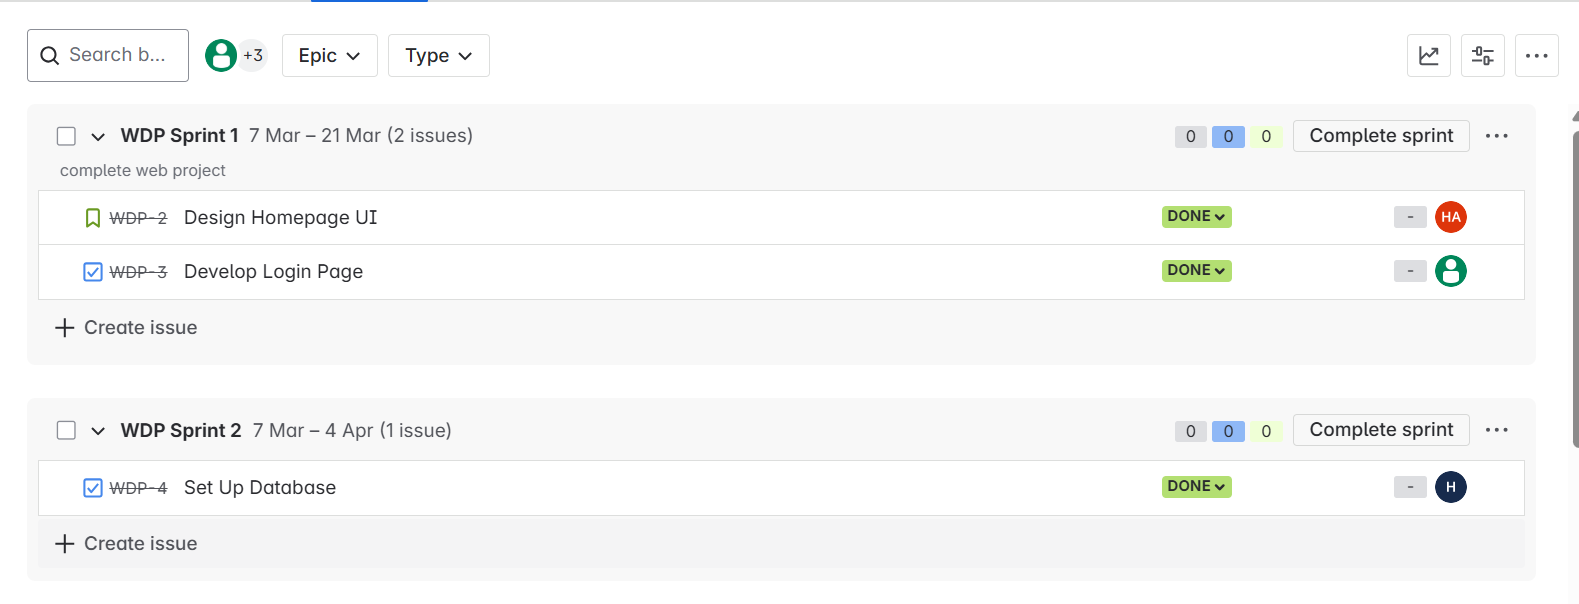 Search b... +3 Epic Type
WDP Sprint 1 7 Mar – 21 Mar (2 issues) 0 0 0 Complete sprint
complete web project
WDP-2 Design Homepage UI DONE - HA
WDP-3 Develop Login Page DONE -
Create issue
WDP Sprint 2 7 Mar – 4 Apr (1 issue) 0 0 0 Complete sprint
WDP-4 Set Up Database DONE - H
Create issue